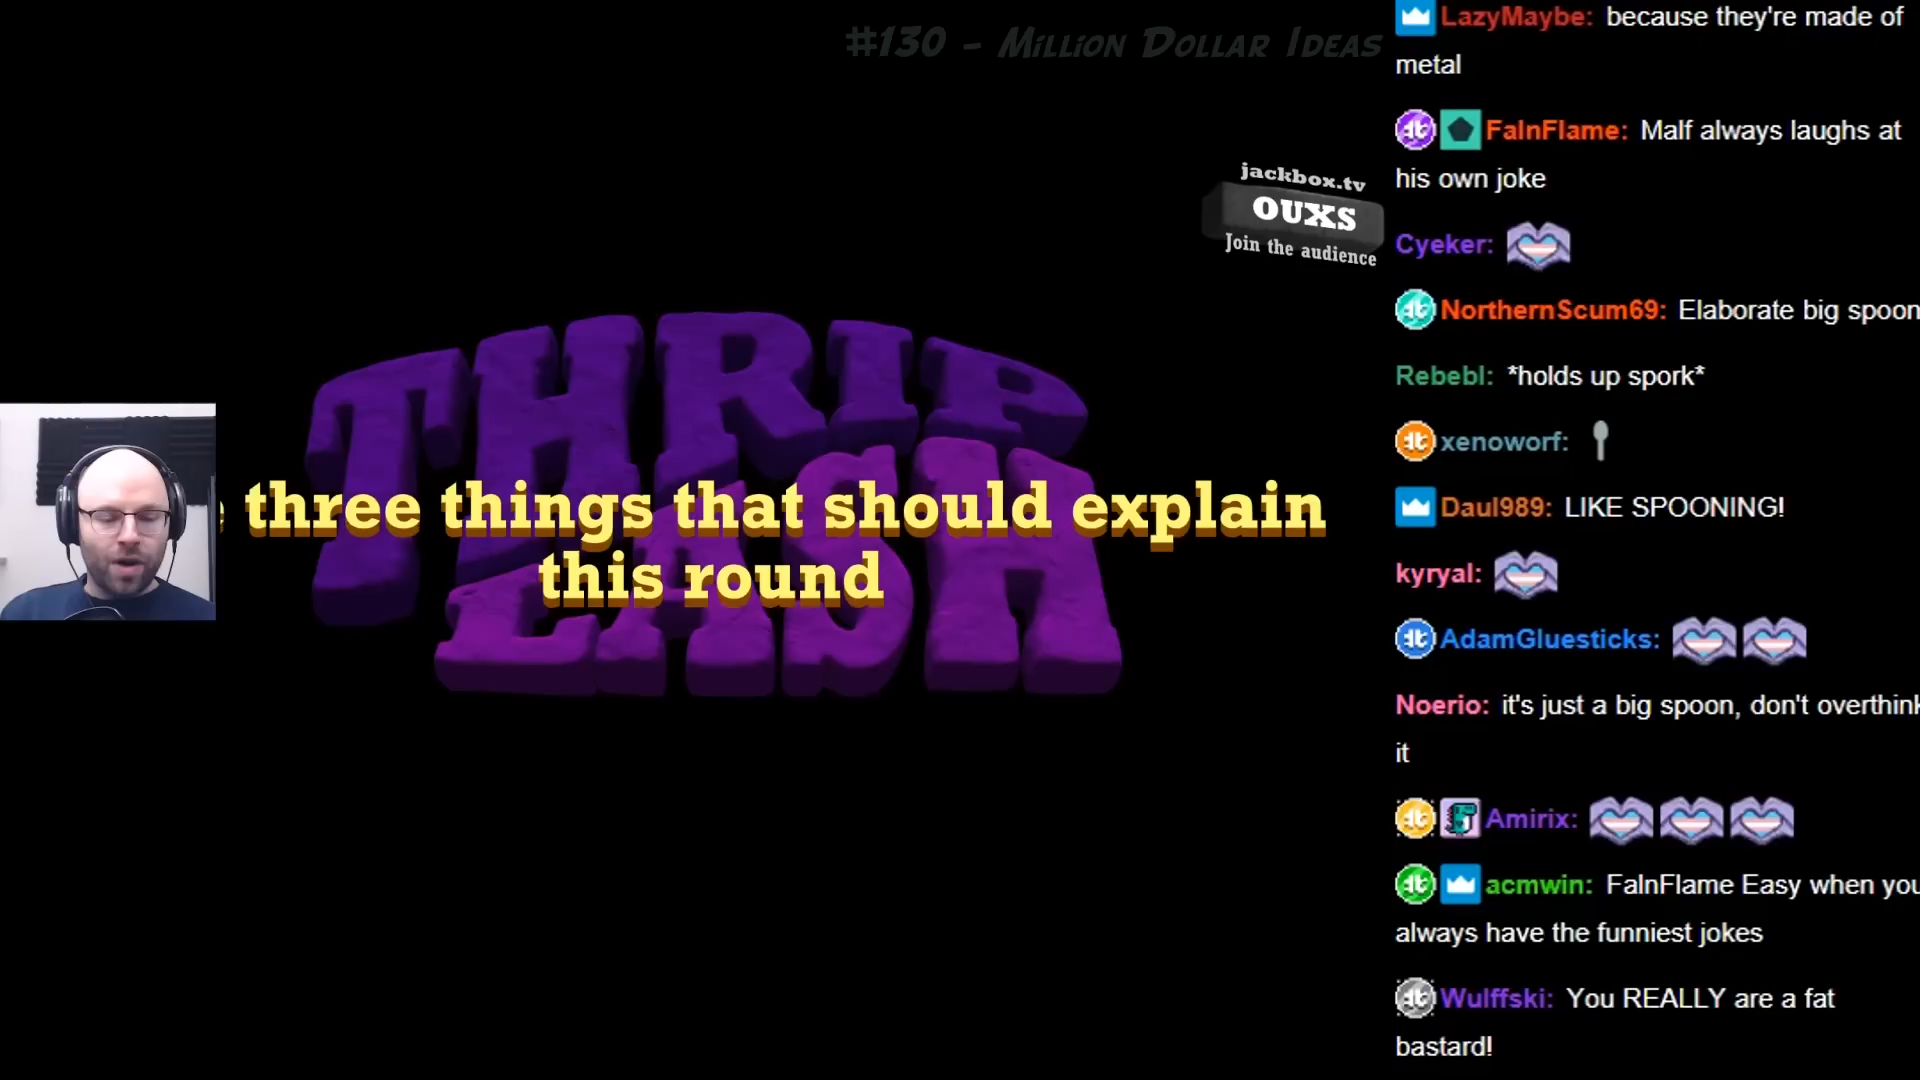 #130 - Million Dollar Ideas
jackbox.tv
OUXS
Join the audience
THRIP
LASH
three things that should explain
this round
LazyMaybe: because they're made of
metal
FalnFlame: Malf always laughs at
his own joke
Cyeker:
NorthernScum69: Elaborate big spoon
Rebebl: *holds up spork*
xenoworf:
Daul989: LIKE SPOONING!
kyryal:
AdamGluesticks:
Noerio: it's just a big spoon, don't overthink
it
Amirix:
acmwin: FalnFlame Easy when you
always have the funniest jokes
Wulffski: You REALLY are a fat
bastard!